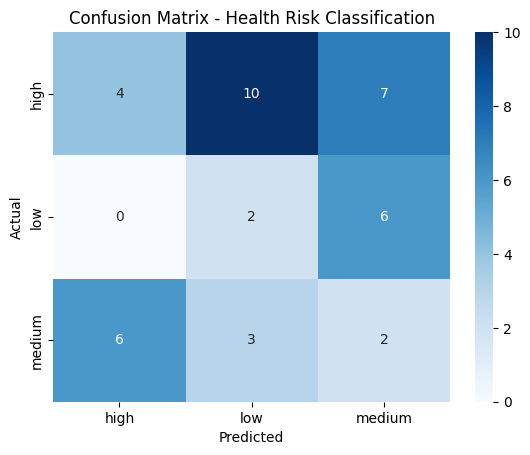 Confusion Matrix - Health Risk Classification
high 4 10 7
low 0 2 6
medium 6 3 2
Actual
high low medium
Predicted
10
8
6
4
2
0